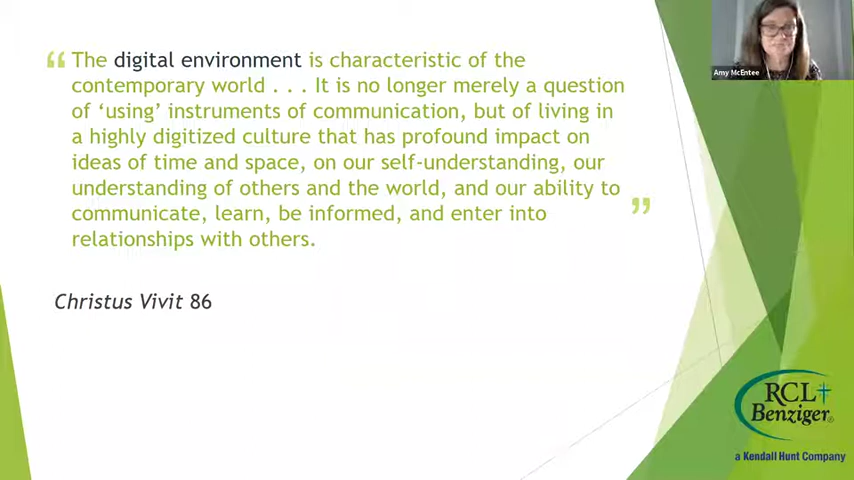 “ The digital environment is characteristic of the
contemporary world . . . It is no longer merely a question
of ‘using’ instruments of communication, but of living in
a highly digitized culture that has profound impact on
ideas of time and space, on our self-understanding, our
understanding of others and the world, and our ability to
communicate, learn, be informed, and enter into
relationships with others. ”
Christus Vivit 86
Amy McEntee
RCL
Benziger®
a Kendall Hunt Company